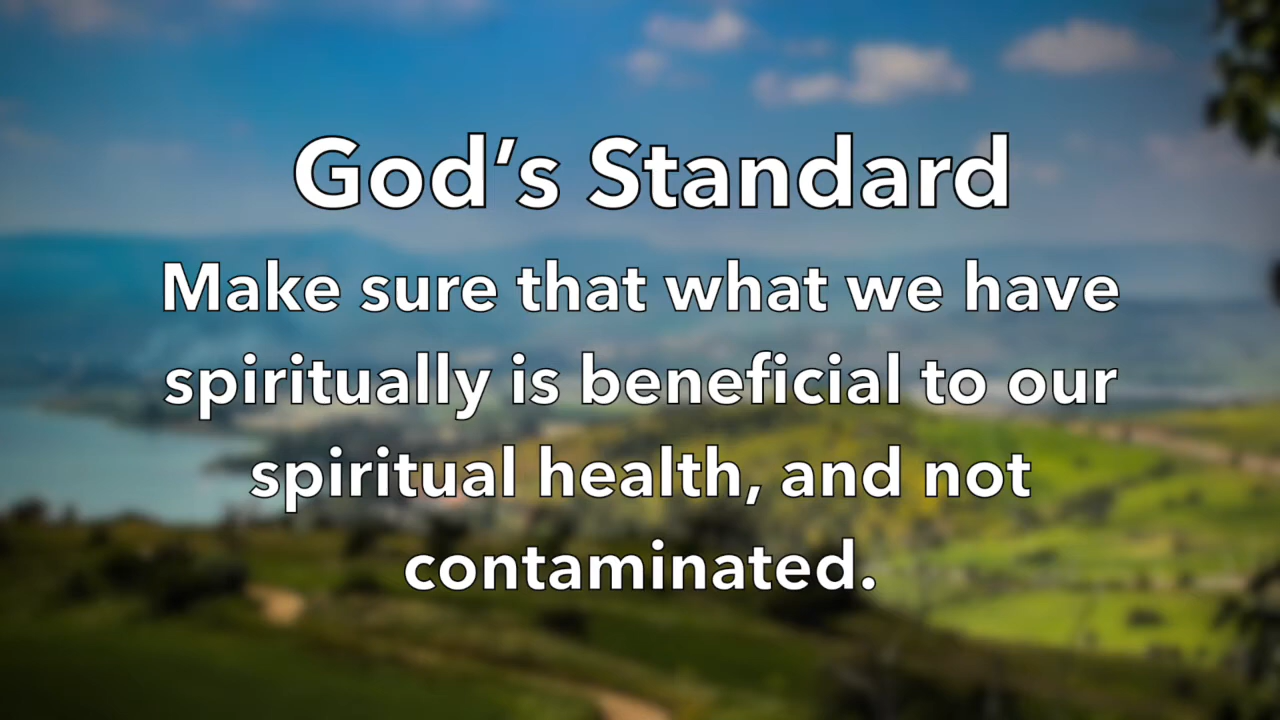 God’s Standard
Make sure that what we have
spiritually is beneficial to our
spiritual health, and not
contaminated.